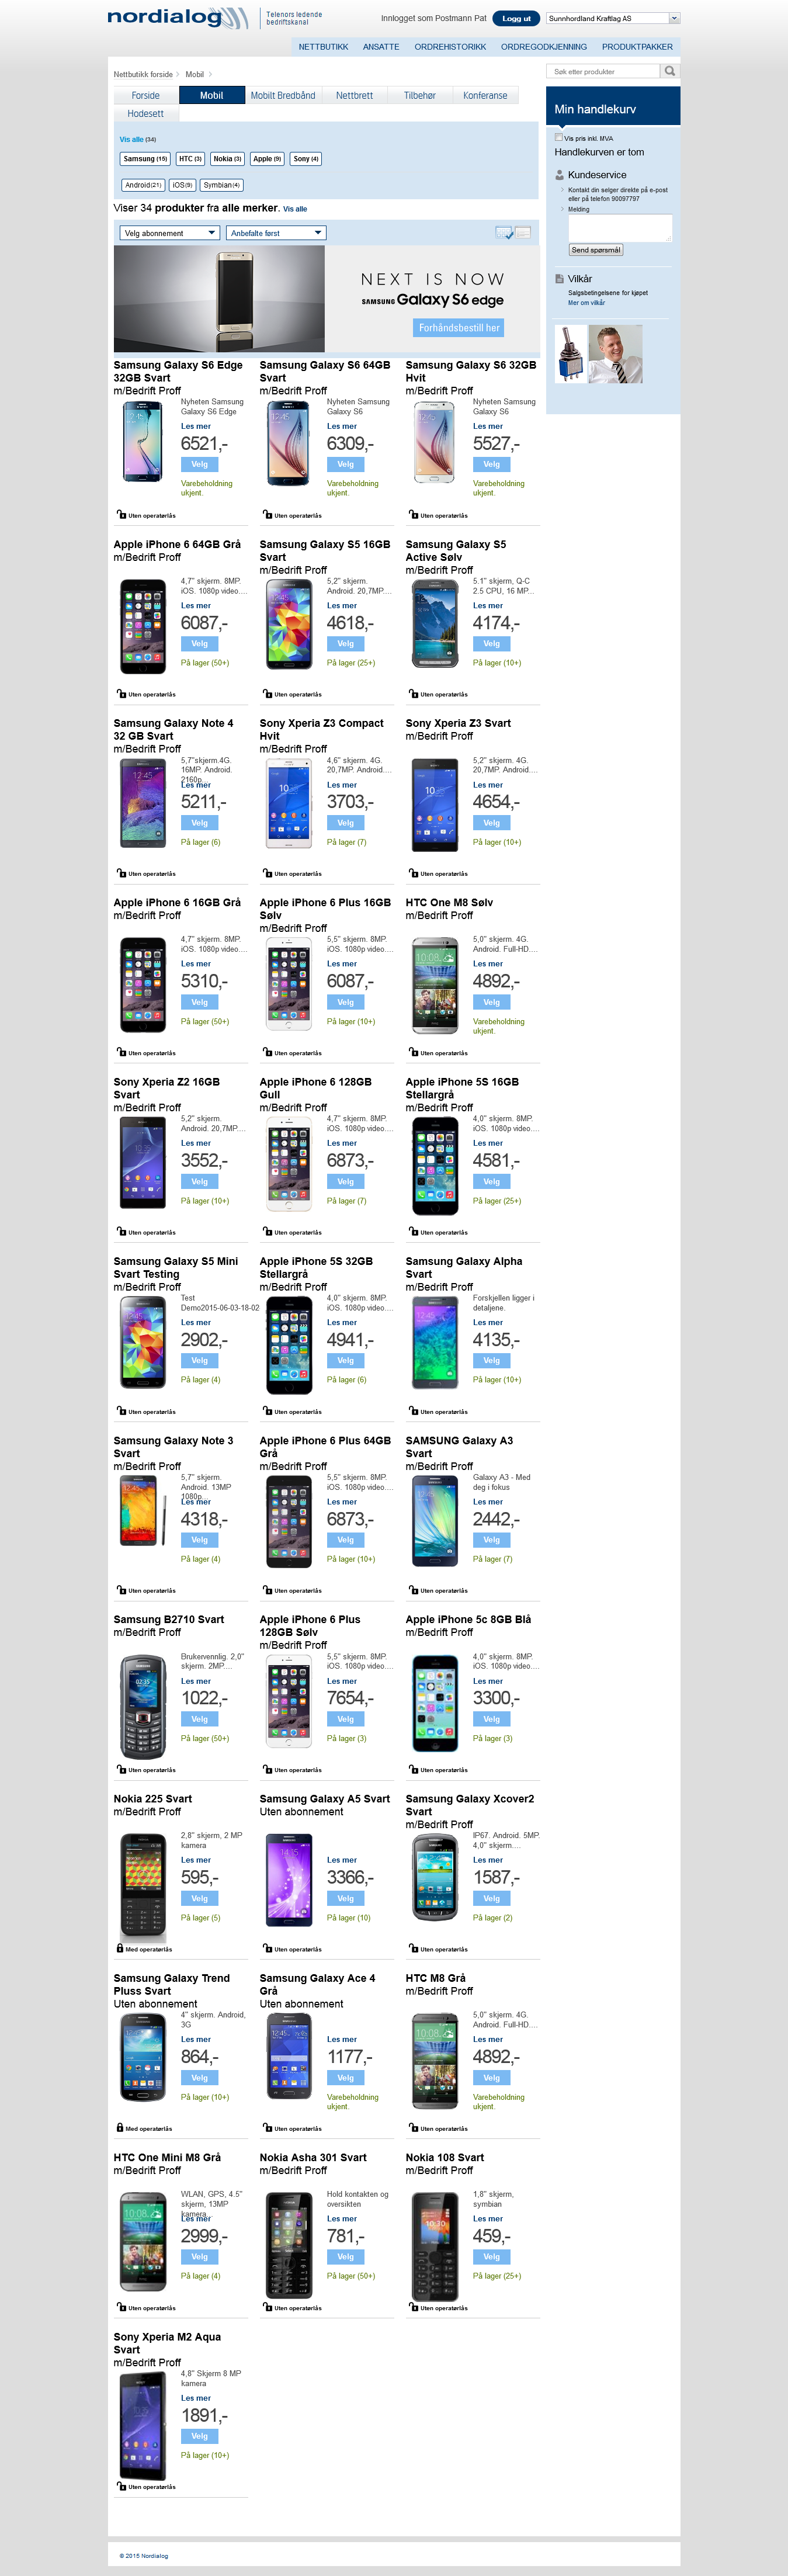 nordialog
Telenors ledende
bedriftskanal
Innlogget som Postmann Pat
Logg ut
Sunnhordland Kraftlag AS
NETTBUTIKK ANSATTE ORDREHISTORIKK ORDREGODKJENNING PRODUKTPAKKER
Nettbutikk forside > Mobil >
Søk etter produkter
Forside Mobil Mobilt Bredbånd Nettbrett Tilbehør Konferanse
Hodesett
Vis alle (34)
Samsung (15) HTC (3) Nokia (3) Apple (9) Sony (4)
Android(21) iOS(9) Symbian(4)
Viser 34 produkter fra alle merker. Vis alle
Velg abonnement Anbefalte først
Min handlekurv
Vis pris inkl. MVA
Handlekurven er tom
Kundeservice
Kontakt din selger direkte på e-post
eller på telefon 90097797
Melding
Send spørsmål
Vilkår
Salgsbetingelsene for kjøpet
Mer om vilkår
NEXT IS NOW
SAMSUNG Galaxy S6 edge
Forhåndsbestill her
Samsung Galaxy S6 Edge
32GB Svart
m/Bedrift Proff
Nyheten Samsung
Galaxy S6 Edge
Les mer
6521,-
Velg
Varebeholdning
ukjent.
Uten operatørlås
Samsung Galaxy S6 64GB
Svart
m/Bedrift Proff
Nyheten Samsung
Galaxy S6
Les mer
6309,-
Velg
Varebeholdning
ukjent.
Uten operatørlås
Samsung Galaxy S6 32GB
Hvit
m/Bedrift Proff
Nyheten Samsung
Galaxy S6
Les mer
5527,-
Velg
Varebeholdning
ukjent.
Uten operatørlås
Apple iPhone 6 64GB Grå
m/Bedrift Proff
4,7" skjerm. 8MP.
iOS. 1080p video....
Les mer
6087,-
Velg
På lager (50+)
Uten operatørlås
Samsung Galaxy S5 16GB
Svart
m/Bedrift Proff
5,2" skjerm.
Android. 20,7MP....
Les mer
4618,-
Velg
På lager (25+)
Uten operatørlås
Samsung Galaxy S5
Active Sølv
m/Bedrift Proff
5.1" skjerm, Q-C
2.5 CPU, 16 MP...
Les mer
4174,-
Velg
På lager (10+)
Uten operatørlås
Samsung Galaxy Note 4
32 GB Svart
m/Bedrift Proff
5,7"skjerm.4G.
16MP. Android.
2160p...
Les mer
5211,-
Velg
På lager (6)
Uten operatørlås
Sony Xperia Z3 Compact
Hvit
m/Bedrift Proff
4,6" skjerm. 4G.
20,7MP. Android....
Les mer
3703,-
Velg
På lager (7)
Uten operatørlås
Sony Xperia Z3 Svart
m/Bedrift Proff
5,2" skjerm. 4G.
20,7MP. Android....
Les mer
4654,-
Velg
På lager (10+)
Uten operatørlås
Apple iPhone 6 16GB Grå
m/Bedrift Proff
4,7" skjerm. 8MP.
iOS. 1080p video....
Les mer
5310,-
Velg
På lager (50+)
Uten operatørlås
Apple iPhone 6 Plus 16GB
Sølv
m/Bedrift Proff
5,5" skjerm. 8MP.
iOS. 1080p video....
Les mer
6087,-
Velg
På lager (10+)
Uten operatørlås
HTC One M8 Sølv
m/Bedrift Proff
5,0" skjerm. 4G.
Android. Full-HD....
Les mer
4892,-
Velg
Varebeholdning
ukjent.
Uten operatørlås
Sony Xperia Z2 16GB
Svart
m/Bedrift Proff
5,2" skjerm.
Android. 20,7MP....
Les mer
3552,-
Velg
På lager (10+)
Uten operatørlås
Apple iPhone 6 128GB
Gull
m/Bedrift Proff
4,7" skjerm. 8MP.
iOS. 1080p video....
Les mer
6873,-
Velg
På lager (7)
Uten operatørlås
Apple iPhone 5S 16GB
Stellargrå
m/Bedrift Proff
4,0" skjerm. 8MP.
iOS. 1080p video....
Les mer
4581,-
Velg
På lager (25+)
Uten operatørlås
Samsung Galaxy S5 Mini
Svart Testing
m/Bedrift Proff
Test
Demo2015-06-03-18-02
Les mer
2902,-
Velg
På lager (4)
Uten operatørlås
Apple iPhone 5S 32GB
Stellargrå
m/Bedrift Proff
4,0" skjerm. 8MP.
iOS. 1080p video....
Les mer
4941,-
Velg
På lager (6)
Uten operatørlås
Samsung Galaxy Alpha
Svart
m/Bedrift Proff
Forskjellen ligger i
detaljene.
Les mer
4135,-
Velg
På lager (10+)
Uten operatørlås
Samsung Galaxy Note 3
Svart
m/Bedrift Proff
5,7" skjerm.
Android. 13MP
1080p...
Les mer
4318,-
Velg
På lager (4)
Uten operatørlås
Apple iPhone 6 Plus 64GB
Grå
m/Bedrift Proff
5,5" skjerm. 8MP.
iOS. 1080p video....
Les mer
6873,-
Velg
På lager (10+)
Uten operatørlås
SAMSUNG Galaxy A3
Svart
m/Bedrift Proff
Galaxy A3 - Med
deg i fokus
Les mer
2442,-
Velg
På lager (7)
Uten operatørlås
Samsung B2710 Svart
m/Bedrift Proff
Brukervennlig. 2,0"
skjerm. 2MP....
Les mer
1022,-
Velg
På lager (50+)
Uten operatørlås
Apple iPhone 6 Plus
128GB Sølv
m/Bedrift Proff
5,5" skjerm. 8MP.
iOS. 1080p video....
Les mer
7654,-
Velg
På lager (3)
Uten operatørlås
Apple iPhone 5c 8GB Blå
m/Bedrift Proff
4,0" skjerm. 8MP.
iOS. 1080p video....
Les mer
3300,-
Velg
På lager (3)
Uten operatørlås
Nokia 225 Svart
m/Bedrift Proff
2,8" skjerm, 2 MP
kamera
Les mer
595,-
Velg
På lager (5)
Med operatørlås
Samsung Galaxy A5 Svart
Uten abonnement
Les mer
3366,-
Velg
På lager (10)
Uten operatørlås
Samsung Galaxy Xcover2
Svart
m/Bedrift Proff
IP67. Android. 5MP.
4,0" skjerm....
Les mer
1587,-
Velg
På lager (2)
Uten operatørlås
Samsung Galaxy Trend
Pluss Svart
Uten abonnement
4" skjerm. Android,
3G
Les mer
864,-
Velg
På lager (10+)
Med operatørlås
Samsung Galaxy Ace 4
Grå
Uten abonnement
Les mer
1177,-
Velg
Varebeholdning
ukjent.
Uten operatørlås
HTC M8 Grå
m/Bedrift Proff
5,0" skjerm. 4G.
Android. Full-HD....
Les mer
4892,-
Velg
Varebeholdning
ukjent.
Uten operatørlås
HTC One Mini M8 Grå
m/Bedrift Proff
WLAN, GPS, 4.5"
skjerm, 13MP
kamera...
Les mer
2999,-
Velg
På lager (4)
Uten operatørlås
Nokia Asha 301 Svart
m/Bedrift Proff
Hold kontakten og
oversikten
Les mer
781,-
Velg
På lager (50+)
Uten operatørlås
Nokia 108 Svart
m/Bedrift Proff
1,8" skjerm,
symbian
Les mer
459,-
Velg
På lager (25+)
Uten operatørlås
Sony Xperia M2 Aqua
Svart
m/Bedrift Proff
4,8" Skjerm 8 MP
kamera
Les mer
1891,-
Velg
På lager (10+)
Uten operatørlås
© 2015 Nordialog